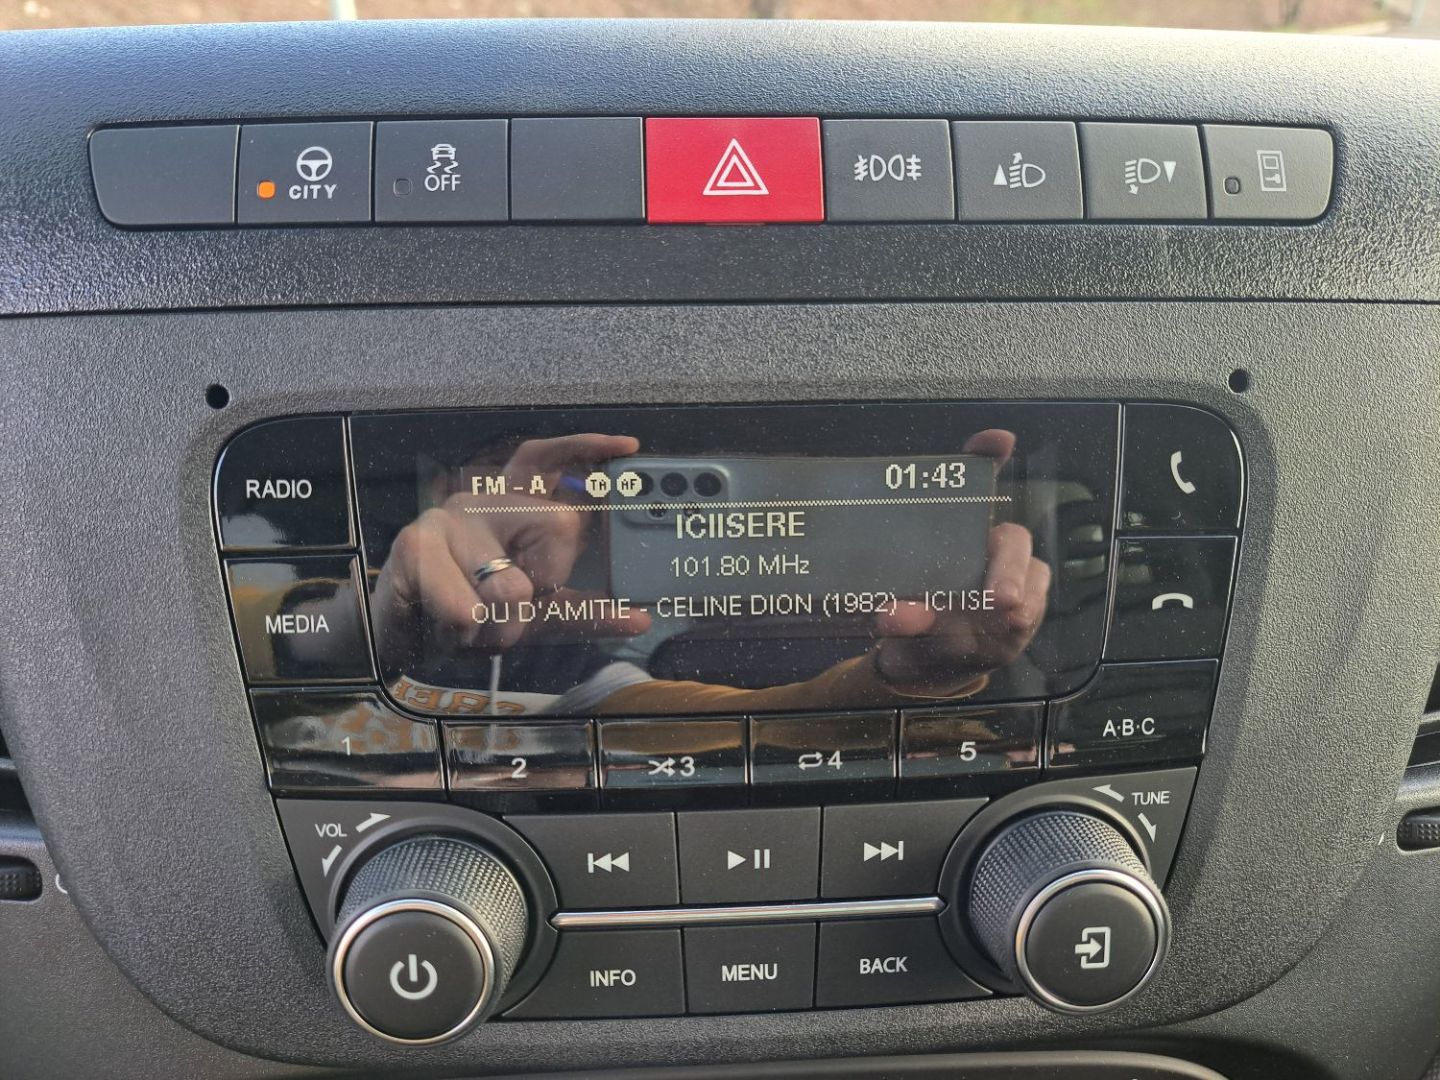 CITY
OFF
RADIO
FM - A TA AF 01:43
ICIISERE
101.80 MHz
MEDIA
OU D'AMITIE - CELINE DION (1982) - ICI ISE
1
2
3
4
5
A·B·C
VOL
TUNE
INFO
MENU
BACK